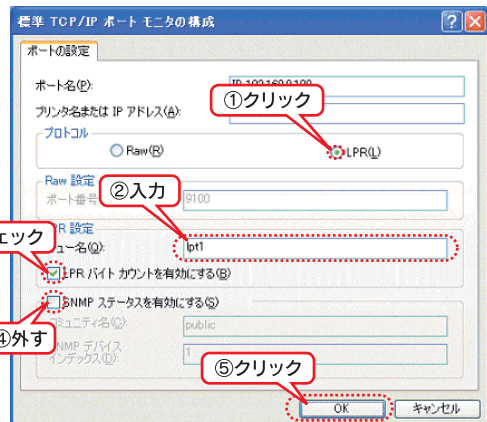 標準 TCP/IP ポート モニタの構成
ポートの設定
ポート名(P):
プリンタ名または IP アドレス(A):
①クリック
プロトコル
Raw(R)
LPR(L)
Raw 設定
ポート番号
9100
②入力
設定
ー名(Q):
lpt1
ェック
LPR バイト カウントを有効にする(B)
SNMP ステータスを有効にする(S)
④外す
コミュニティ名(C):
public
デバイス
インデックス(D):
1
⑤クリック
OK
キャンセル